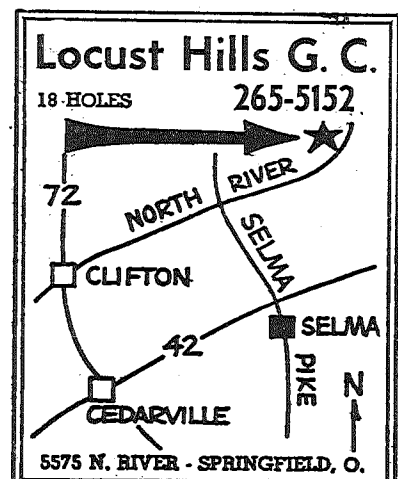 Locust Hills G. C.
18 HOLES 265-5152
72
NORTH RIVER
SELMA PIKE
CLIFTON
SELMA
42
N
CEDARVILLE
5575 N. RIVER - SPRINGFIELD, O.